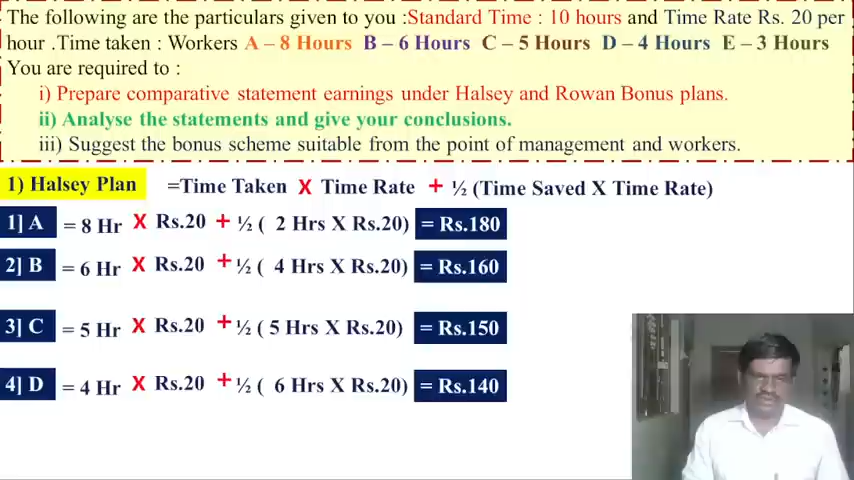 The following are the particulars given to you :Standard Time : 10 hours and Time Rate Rs. 20 per
hour .Time taken : Workers A – 8 Hours B – 6 Hours C – 5 Hours D – 4 Hours E – 3 Hours
You are required to :
i) Prepare comparative statement earnings under Halsey and Rowan Bonus plans.
ii) Analyse the statements and give your conclusions.
iii) Suggest the bonus scheme suitable from the point of management and workers.
1) Halsey Plan =Time Taken X Time Rate + ½ (Time Saved X Time Rate)
1] A = 8 Hr X Rs.20 + ½ ( 2 Hrs X Rs.20) = Rs.180
2] B = 6 Hr X Rs.20 + ½ ( 4 Hrs X Rs.20) = Rs.160
3] C = 5 Hr X Rs.20 + ½ ( 5 Hrs X Rs.20) = Rs.150
4] D = 4 Hr X Rs.20 + ½ ( 6 Hrs X Rs.20) = Rs.140